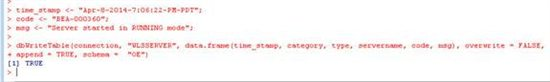 > time_stamp <- "Apr-8-2014-7:06:22-PM-PDT";
> code <- "BEA-000360";
> msg <- "Server started in RUNNING mode";
>
> dbWriteTable(connection, "WLSSERVER", data.frame(time_stamp, category, type, servername, code, msg), overwrite = FALSE,
+ append = TRUE, schema = "OE")
[1] TRUE
>